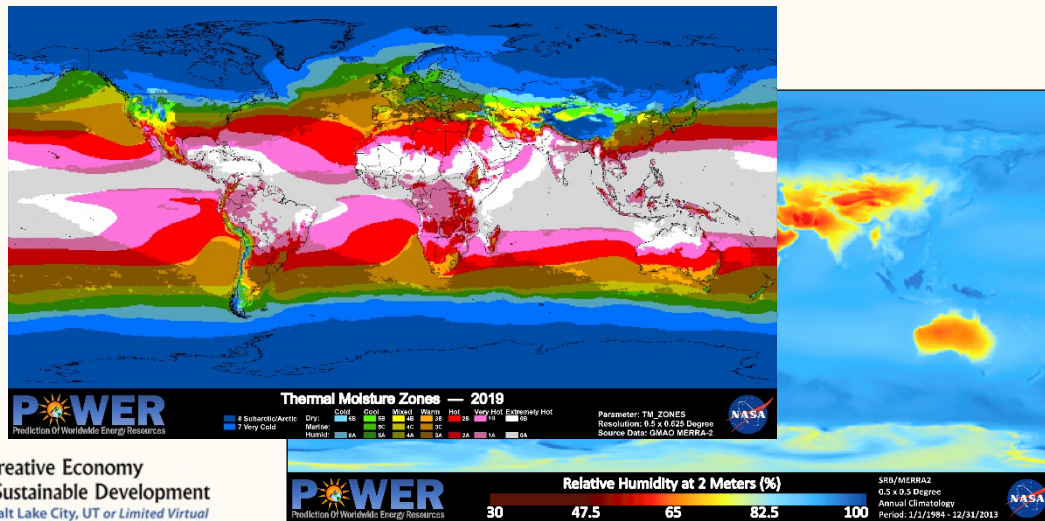 Thermal Moisture Zones — 2019
POWER
Prediction Of Worldwide Energy Resources
8 Subarctic/Arctic
7 Very Cold
Cold Cool Mixed Warm Hot Very Hot Extremely Hot
Dry: 6B 5B 4B 3B 2B 1B 0B
Marine: 5C 4C 3C
Humid: 6A 5A 4A 3A 2A 1A 0A
Parameter: TM_ZONES
Resolution: 0.5 x 0.625 Degree
Source Data: GMAO MERRA-2
NASA
reative Economy
Sustainable Development
alt Lake City, UT or Limited Virtual
POWER
Prediction Of Worldwide Energy Resources
Relative Humidity at 2 Meters (%)
30 47.5 65 82.5 100
SRB/MERRA2
0.5 x 0.5 Degree
Annual Climatology
Period: 1/1/1984 - 12/31/2013
NASA